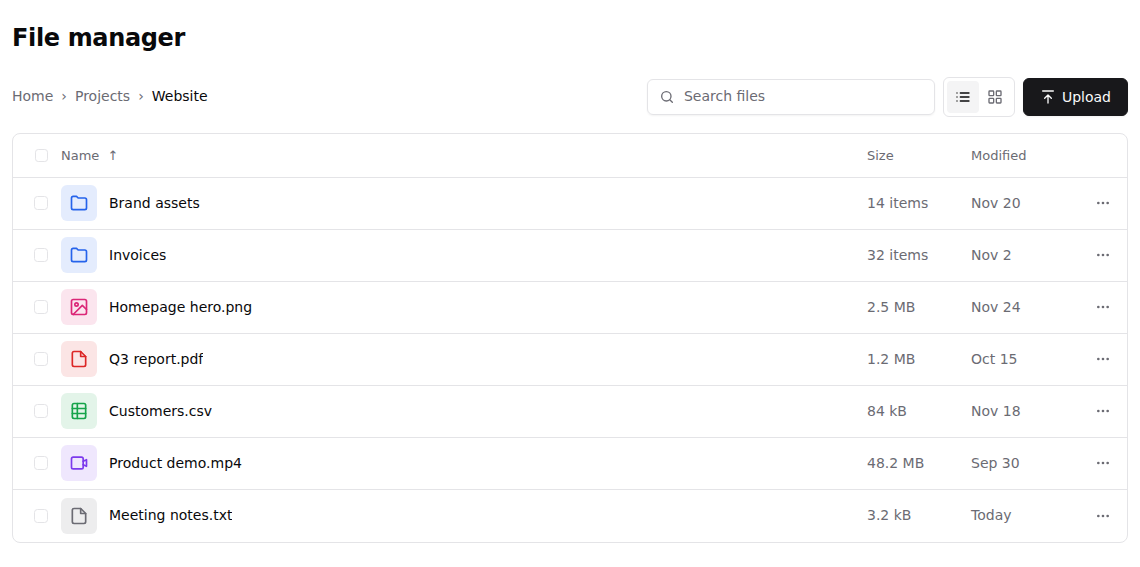 File manager
Home › Projects › Website
Search files
Upload
Name ↑ Size Modified
Brand assets 14 items Nov 20
Invoices 32 items Nov 2
Homepage hero.png 2.5 MB Nov 24
Q3 report.pdf 1.2 MB Oct 15
Customers.csv 84 kB Nov 18
Product demo.mp4 48.2 MB Sep 30
Meeting notes.txt 3.2 kB Today